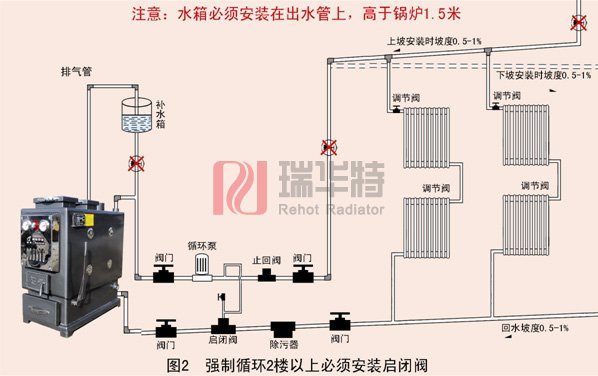 注意：水箱必须安装在出水管上，高于锅炉1.5米
上坡安装时坡度0.5-1%
排气管
下坡安装时坡度0.5-1%
补水箱
调节阀
调节阀
瑞华特
Rehot Radiator
调节阀
调节阀
阀门
循环泵
止回阀
阀门
阀门
启闭阀
除污器
阀门
回水坡度0.5-1%
图2 强制循环2楼以上必须安装启闭阀